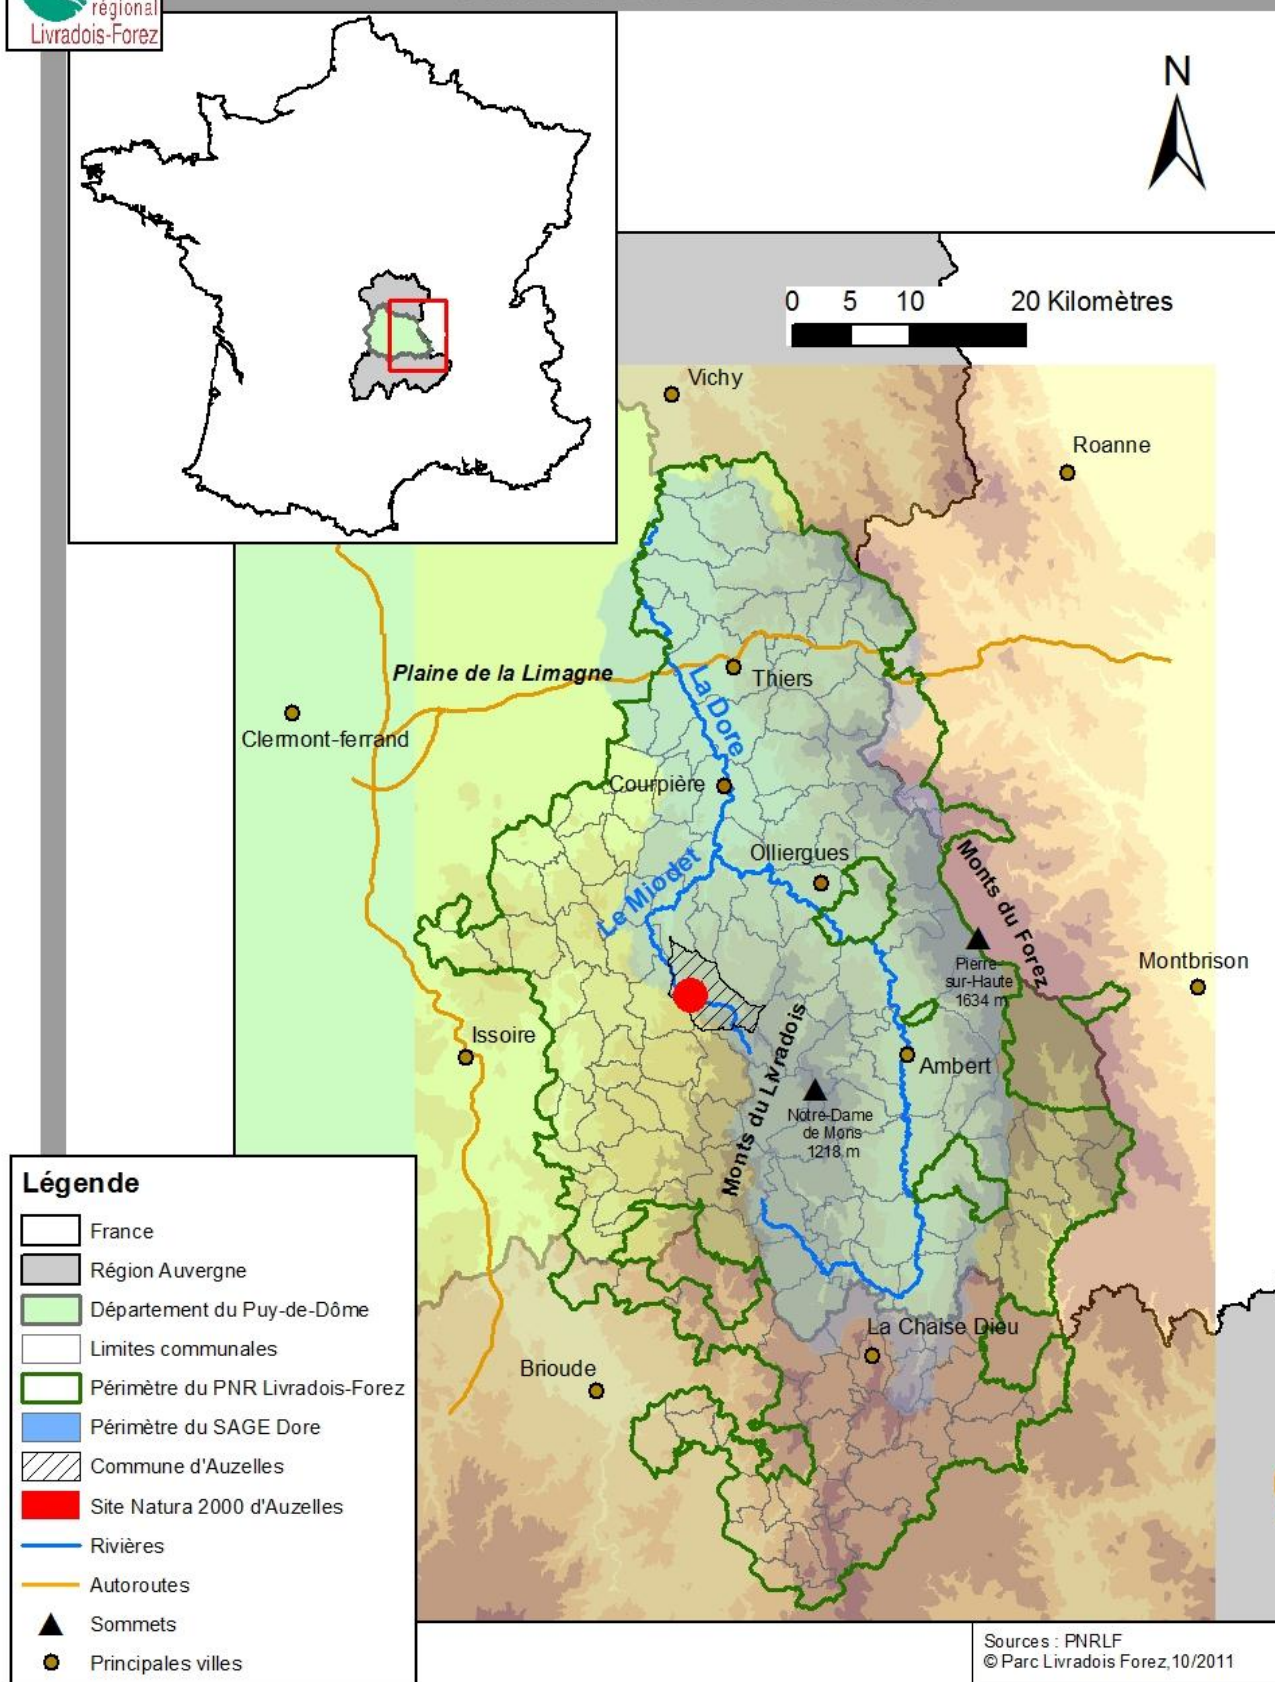 régional
Livradois-Forez
N
0 5 10 20 Kilomètres
Vichy
Roanne
Plaine de la Limagne
Thiers
La Dore
Clermont-ferrand
Courpière
Olliergues
Le Miodet
Monts du Forez
Pierre-
sur-Haute
1634 m
Montbrison
Issoire
Ambert
Monts du Livradois
Notre-Dame
de Mons
1218 m
La Chaise Dieu
Brioude
Légende
France
Région Auvergne
Département du Puy-de-Dôme
Limites communales
Périmètre du PNR Livradois-Forez
Périmètre du SAGE Dore
Commune d'Auzelles
Site Natura 2000 d'Auzelles
Rivières
Autoroutes
Sommets
Principales villes
Sources : PNRLF
© Parc Livradois Forez,10/2011